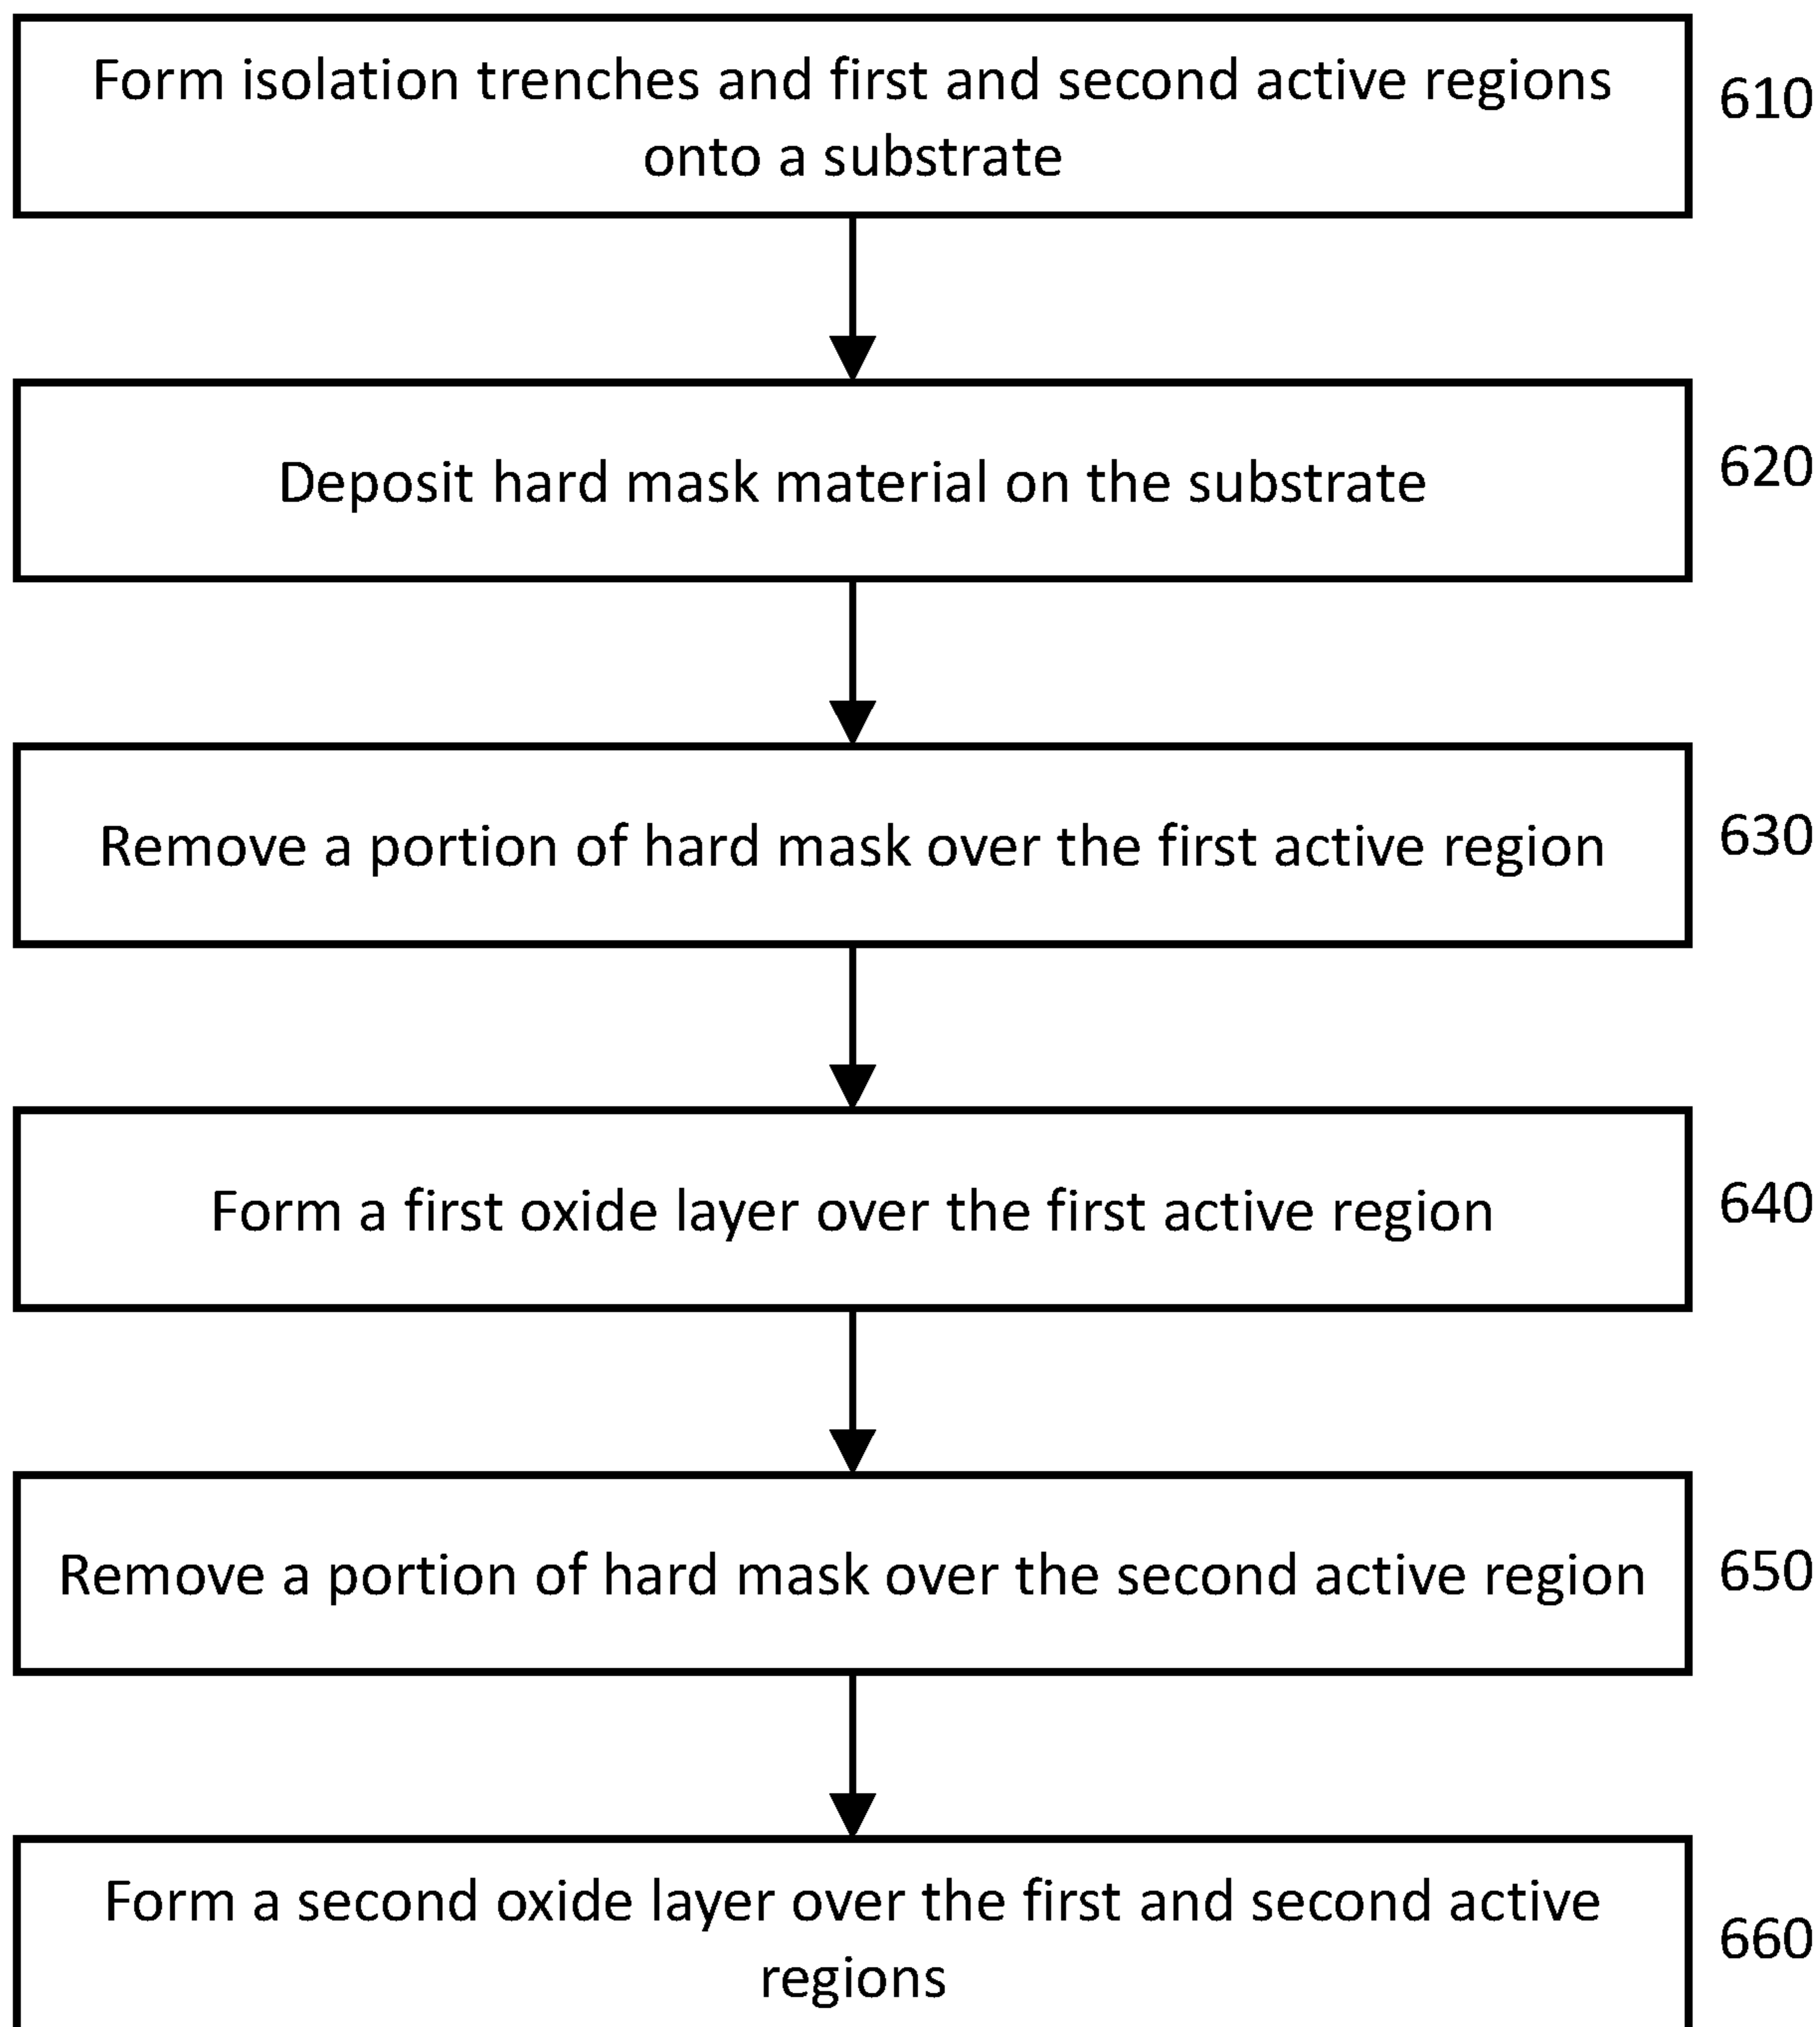 Form isolation trenches and first and second active regions
onto a substrate
610
Deposit hard mask material on the substrate
620
Remove a portion of hard mask over the first active region
630
Form a first oxide layer over the first active region
640
Remove a portion of hard mask over the second active region
650
Form a second oxide layer over the first and second active
regions
660